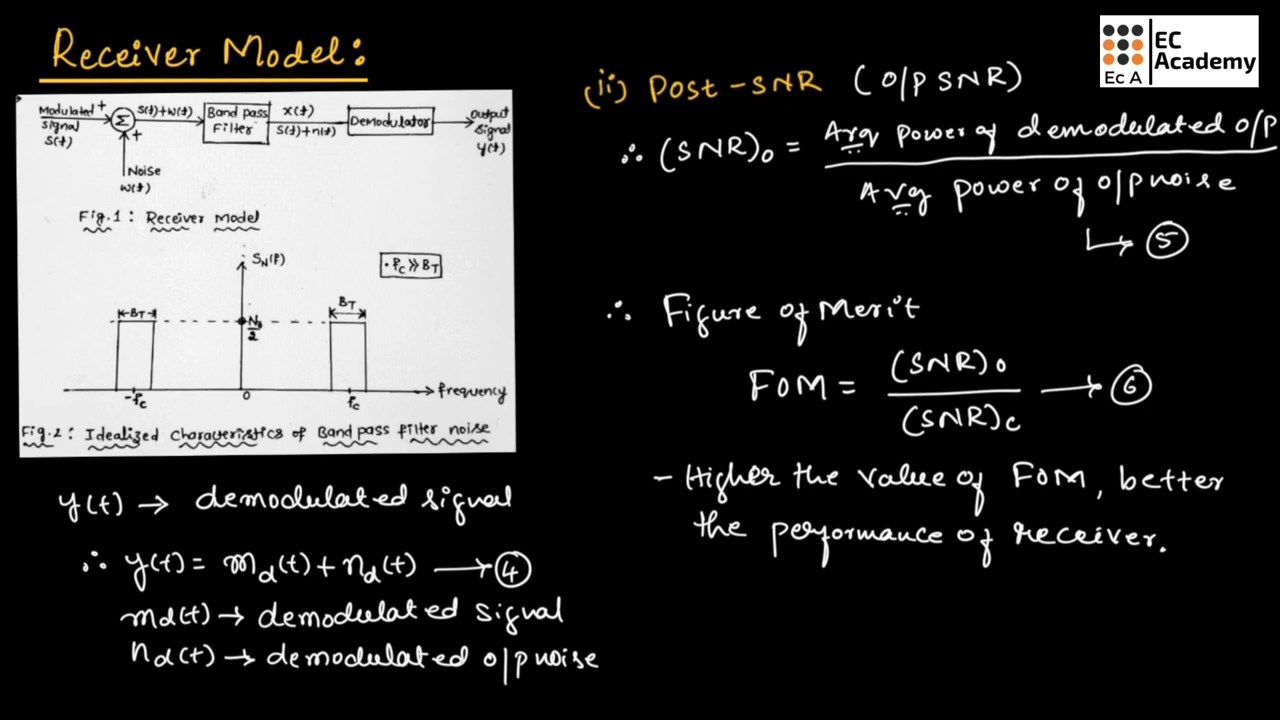 Receiver Model:
Modulated +
Signal
S(t)
Σ
+
S(t)+W(t)
Band pass
Filter
X(t)
S(t)+n(t)
Demodulator
Output
Signal
y(t)
Noise
W(t)
Fig.1: Receiver Model
S_N(f)
• f_c ≫ B_T
B_T
B_T
N_0
2
-f_c
0
f_c
frequency
Fig.2: Idealized characteristics of Band pass filter noise
y(t) → demodulated signal
∴ y(t) = m_d(t) + n_d(t) → 4
m_d(t) → demodulated signal
n_d(t) → demodulated o/p noise
EC
Academy
Ec A
(ii) Post-SNR (O/P SNR)
∴ (SNR)_0 = Avg power of demodulated o/p
Avg power of o/p noise
→ 5
∴ Figure of Merit
FOM = (SNR)_0
(SNR)_C → 6
- Higher the value of FOM, better
the performance of receiver.